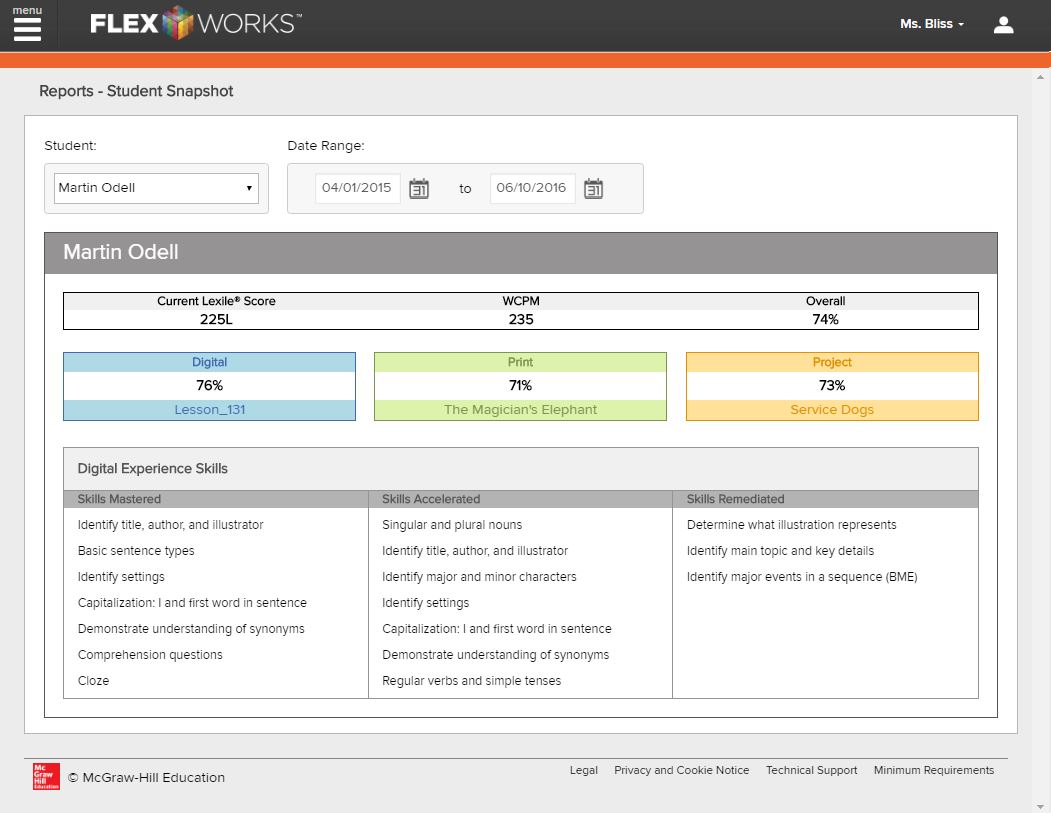 menu
FLEX WORKS™
Ms. Bliss
Reports - Student Snapshot
Student:
Date Range:
Martin Odell
04/01/2015
31
to
06/10/2016
31
Martin Odell
Current Lexile® Score WCPM Overall
225L 235 74%
Digital Print Project
76% 71% 73%
Lesson_131 The Magician's Elephant Service Dogs
Digital Experience Skills
Skills Mastered Skills Accelerated Skills Remediated
Identify title, author, and illustrator Singular and plural nouns Determine what illustration represents
Basic sentence types Identify title, author, and illustrator Identify main topic and key details
Identify settings Identify major and minor characters Identify major events in a sequence (BME)
Capitalization: I and first word in sentence Identify settings
Demonstrate understanding of synonyms Capitalization: I and first word in sentence
Comprehension questions Demonstrate understanding of synonyms
Cloze Regular verbs and simple tenses
Mc
Graw
Hill
Education
© McGraw-Hill Education
Legal Privacy and Cookie Notice Technical Support Minimum Requirements